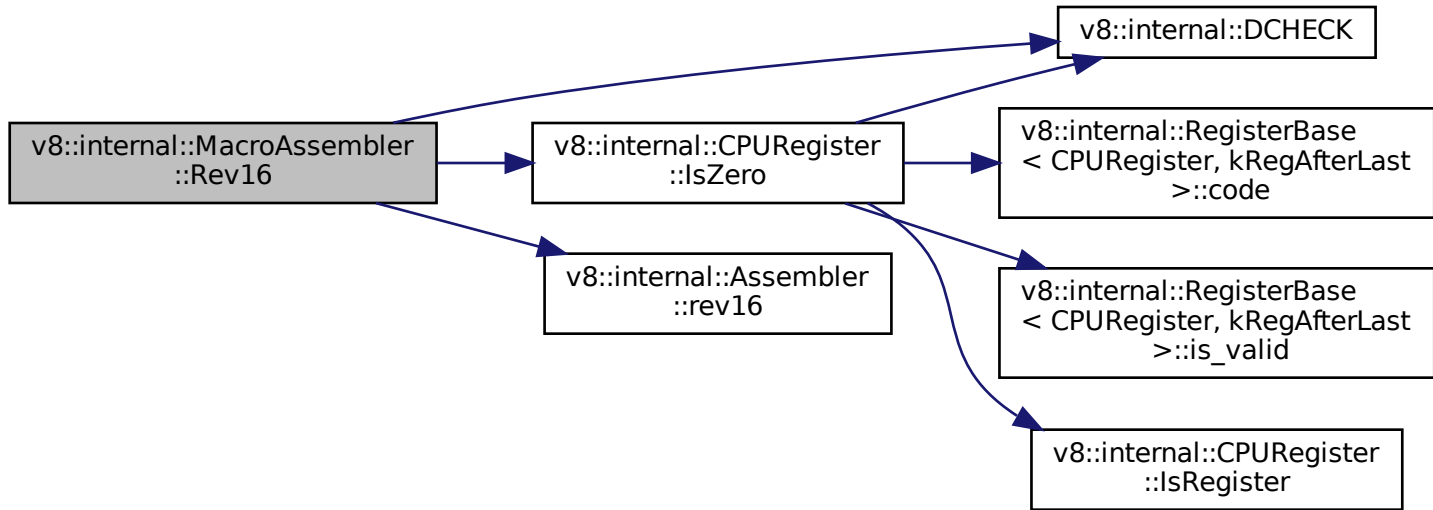 v8::internal::MacroAssembler
::Rev16
v8::internal::CPURegister
::IsZero
v8::internal::Assembler
::rev16
v8::internal::DCHECK
v8::internal::RegisterBase
< CPURegister, kRegAfterLast
>::code
v8::internal::RegisterBase
< CPURegister, kRegAfterLast
>::is_valid
v8::internal::CPURegister
::IsRegister